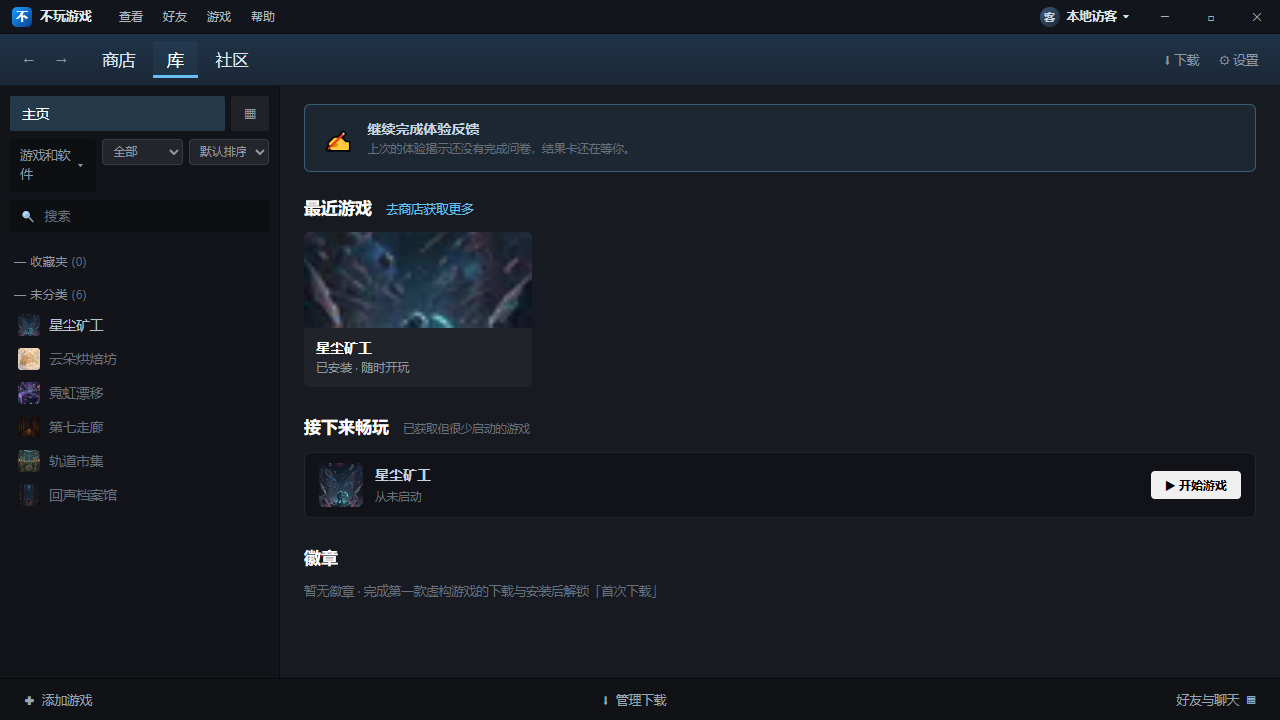 不 不玩游戏 查看 好友 游戏 帮助 客 本地访客
← → 商店 库 社区 下载 设置
主页
游戏和软件 全部 默认排序
搜索
— 收藏夹 (0)
— 未分类 (6)
星尘矿工
云朵烘焙坊
霓虹漂移
第七走廊
轨道市集
回声档案馆
继续完成体验反馈
上次的体验揭示还没有完成问卷，结果卡还在等你。
最近游戏 去商店获取更多
星尘矿工
已安装 · 随时开玩
接下来畅玩 已获取但很少启动的游戏
星尘矿工
从未启动
▶ 开始游戏
徽章
暂无徽章 · 完成第一款虚构游戏的下载与安装后解锁「首次下载」
添加游戏 管理下载 好友与聊天